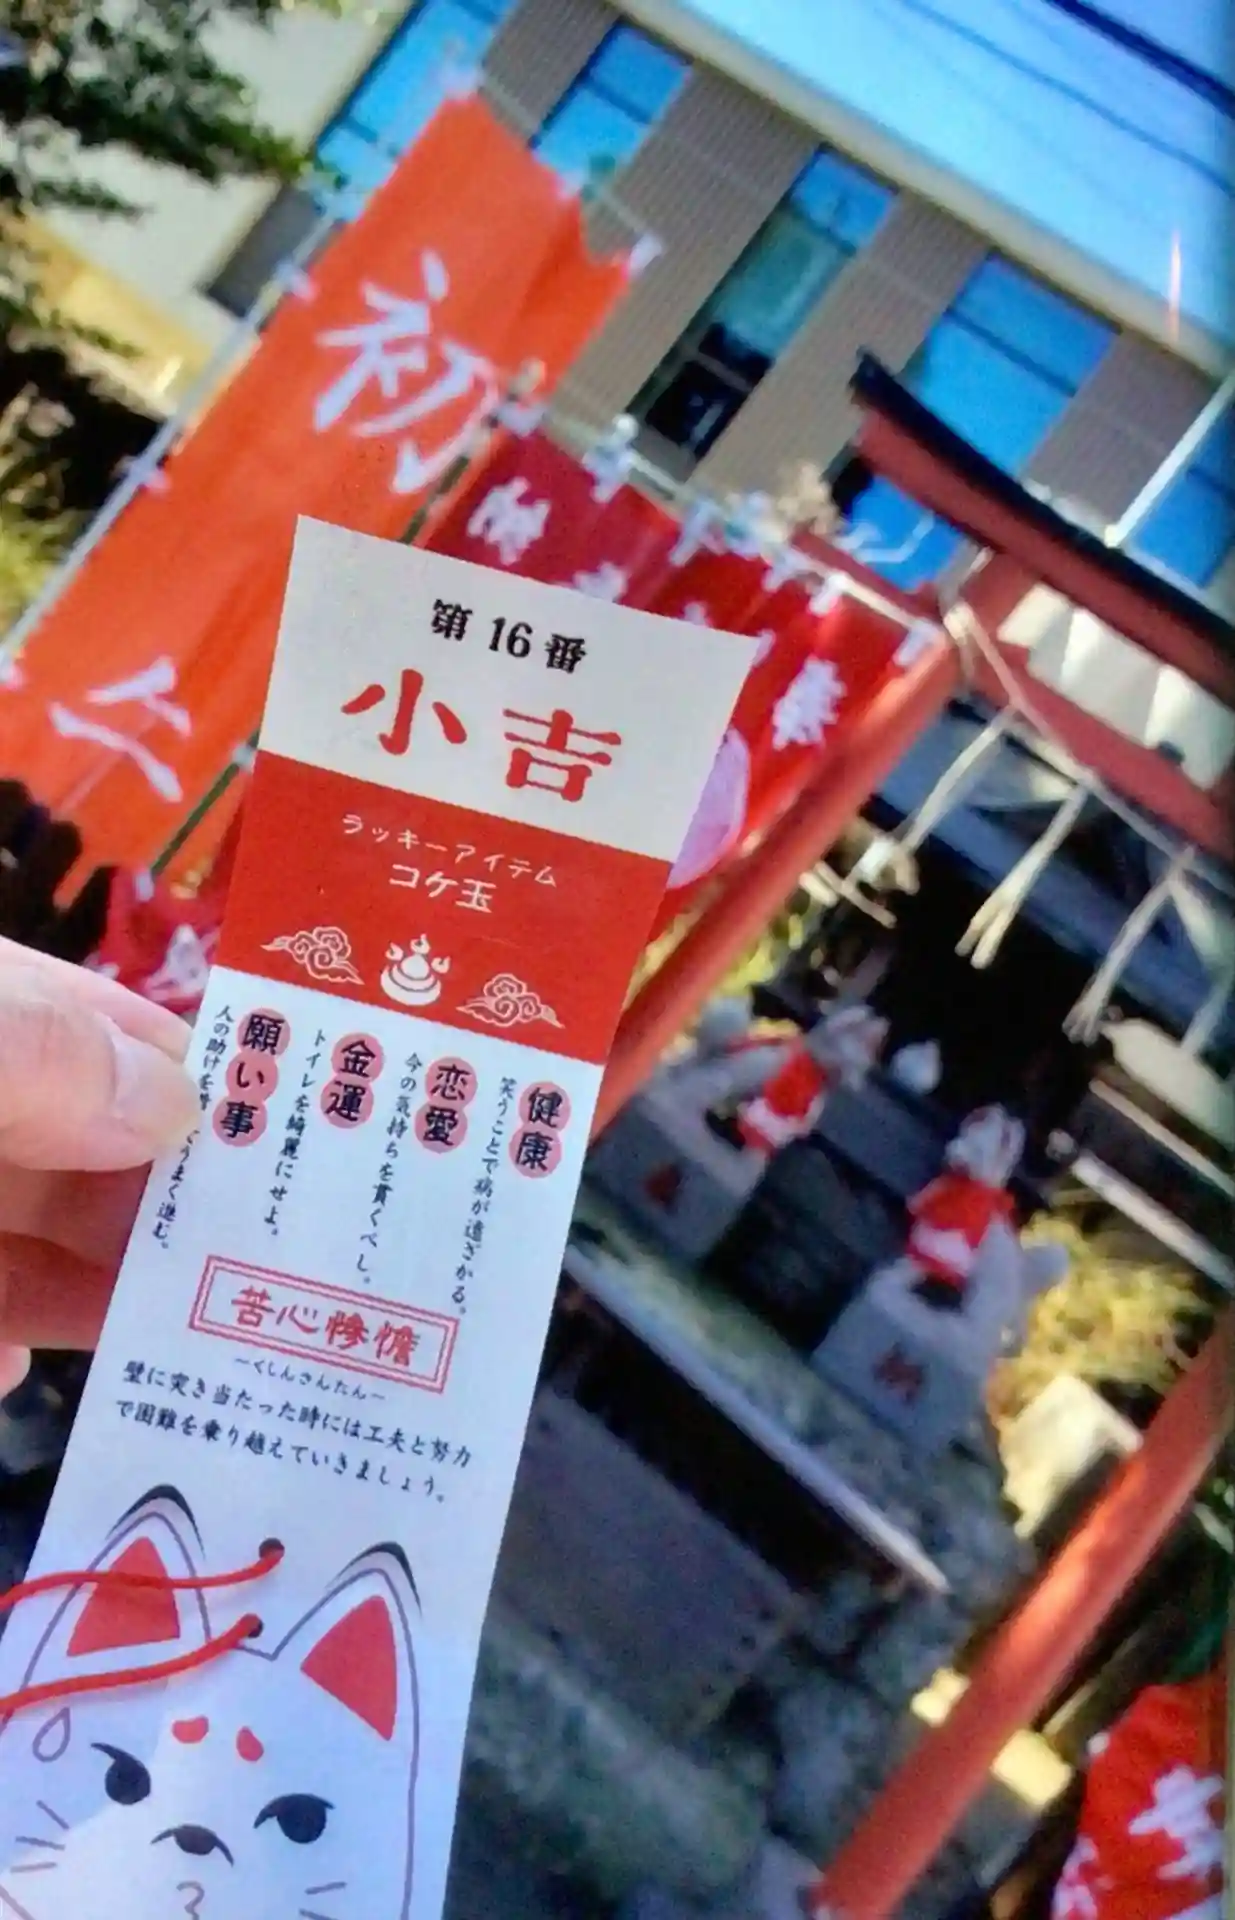 第16番
小吉
ラッキーアイテム
コケ玉
健康
笑うことで病が遠ざかる。
恋愛
今の気持ちを貫くべし。
金運
トイレを綺麗にせよ。
願い事
人の助けを
うまく進む。
苦心惨憺
ーくしんさんたんー
壁に突き当たった時には工夫と努力
で困難を乗り越えていきましょう。
初